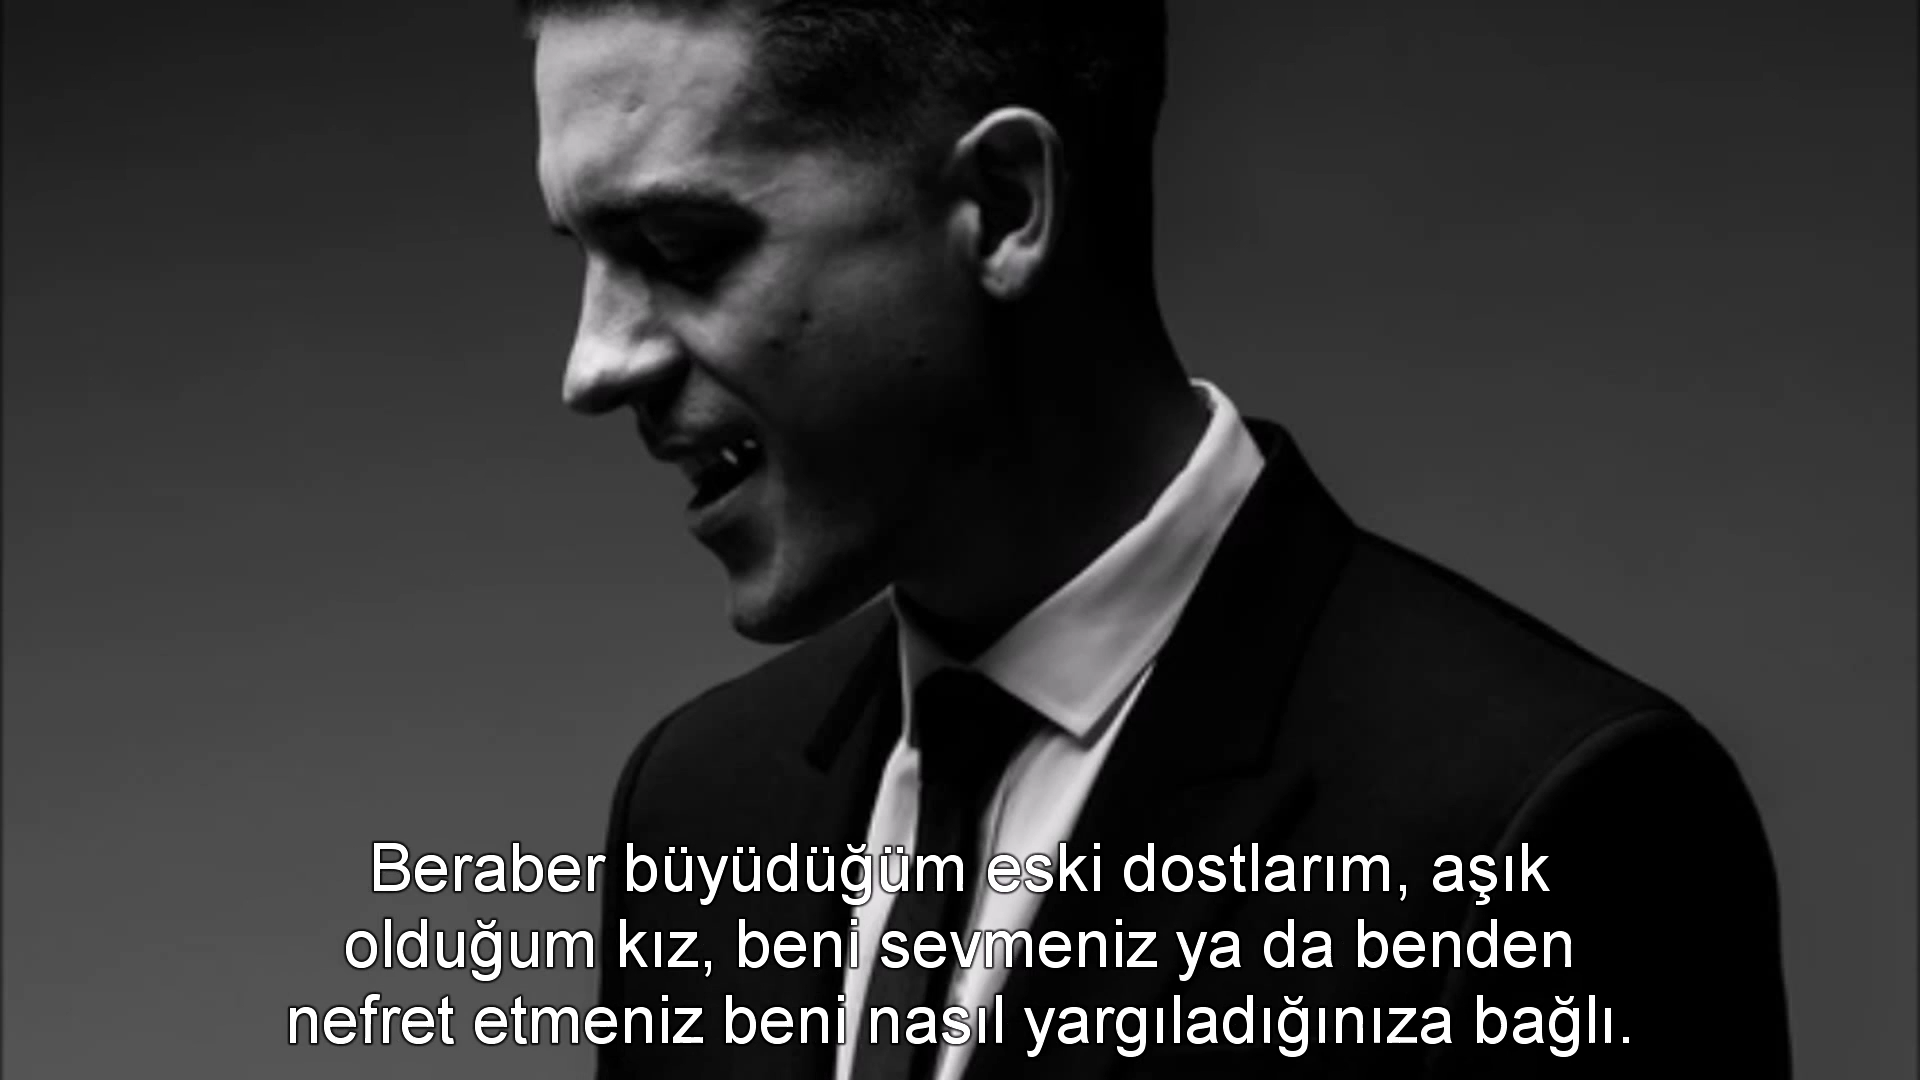 Beraber büyüdüğüm eski dostlarım, aşık
olduğum kız, beni sevmeniz ya da benden
nefret etmeniz beni nasıl yargıladığınıza bağlı.